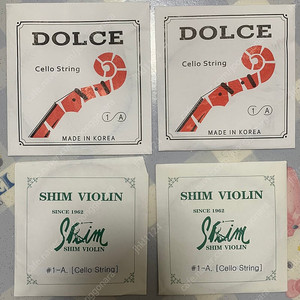 DOLCE
Cello String
1 / A
MADE IN KOREA
DOLCE
Cello String
1 / A
MADE IN KOREA
SHIM VIOLIN
SINCE 1962
Shim
SHIM VIOLIN
#1-A. [Cello String]
SHIM VIOLIN
SINCE 1962
Shim
SHIM VIOLIN
#1-A. [Cello String]